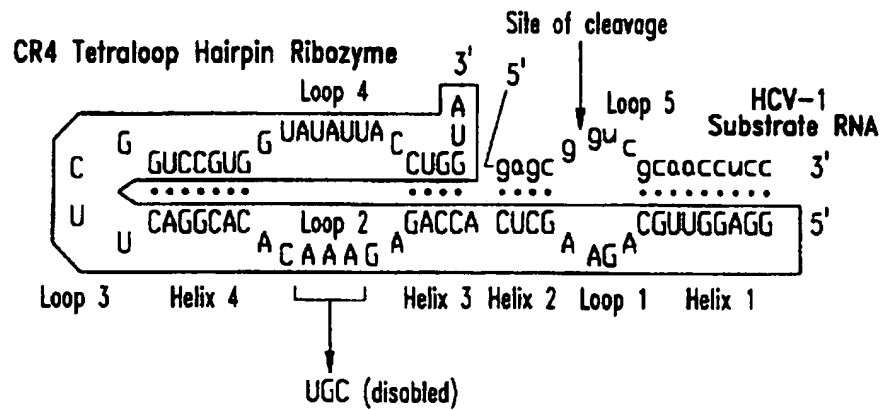 Site of cleavage
CR4 Tetraloop Hairpin Ribozyme
3' 5'
Loop 4 Loop 5 HCV-1
Substrate RNA
A
U
G GUCCGUG G UAUAUUA C CUGG gagc g gu c gcaaccucc 3'
C
U
U CAGGCAC A CAAAG A GACCA CUCG A AG A CGUUGGAGG 5'
Loop 2
Loop 3 Helix 4 Helix 3 Helix 2 Loop 1 Helix 1
UGC (disabled)